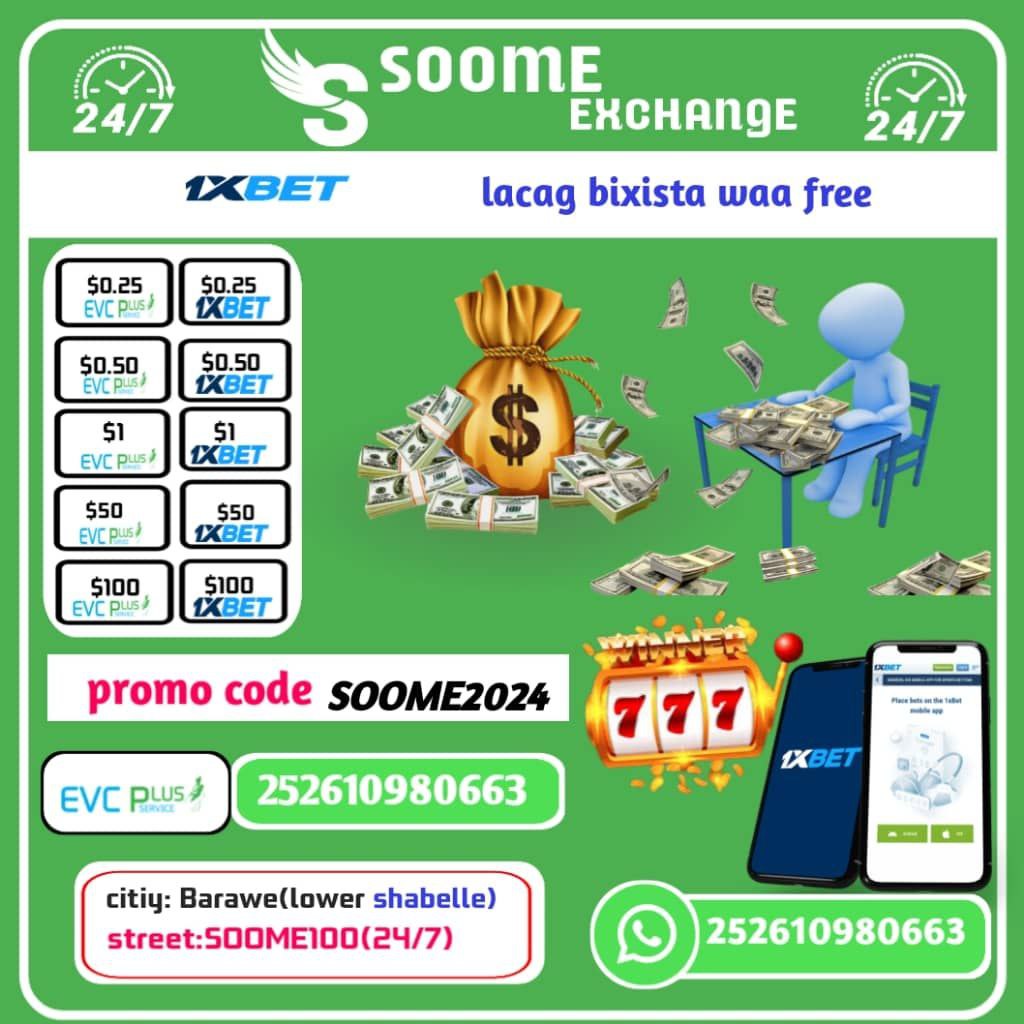 24/7
SOOME
EXCHANGE
24/7
1XBET
lacag bixista waa free
$0.25
EVC PLUS
SERVICE
$0.25
1XBET
$0.50
EVC PLUS
SERVICE
$0.50
1XBET
$1
EVC PLUS
SERVICE
$1
1XBET
$50
EVC PLUS
SERVICE
$50
1XBET
$100
EVC PLUS
SERVICE
$100
1XBET
$
WINNER
777
promo code SOOME2024
1XBET
1XBET
Place bets on the 1xBet
mobile app
EVC PLUS
SERVICE
252610980663
citiy: Barawe(lower shabelle)
street:SOOME100(24/7)
252610980663